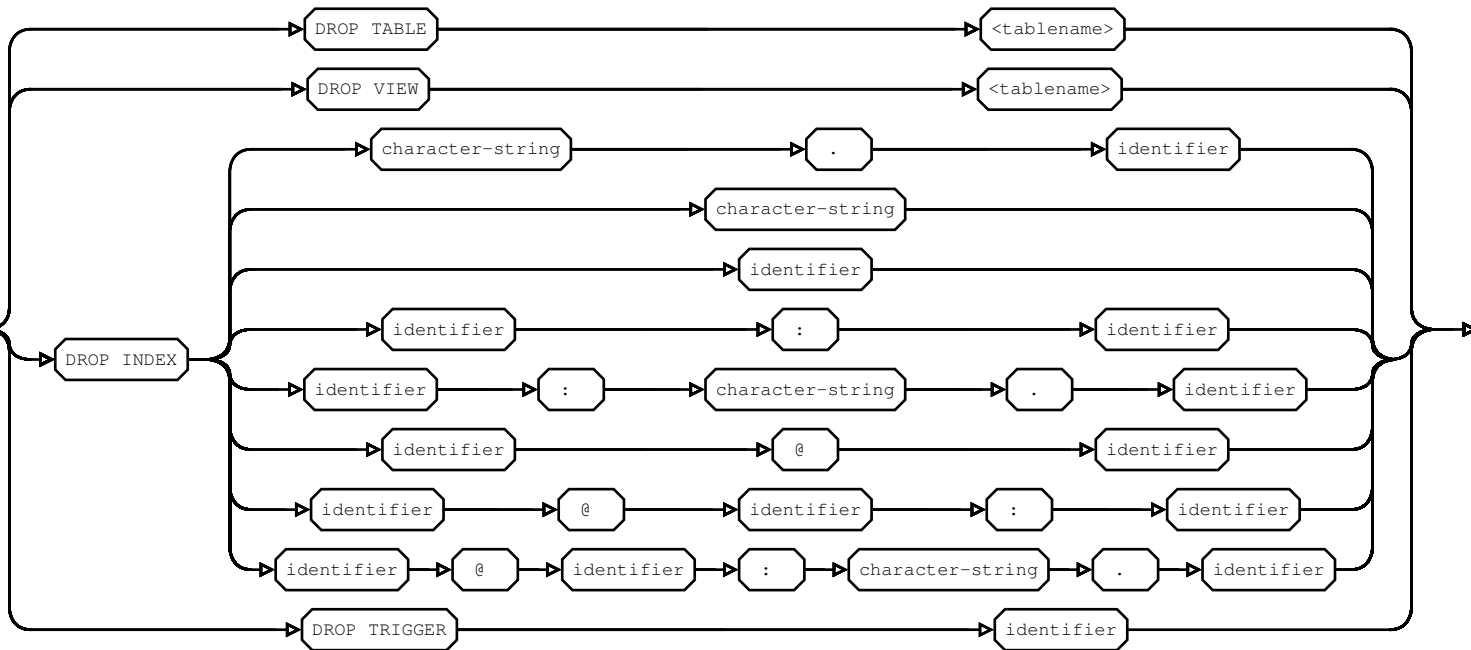 DROP TABLE <tablename>
DROP VIEW <tablename>
character-string . identifier
character-string
identifier
identifier : identifier
DROP INDEX
identifier : character-string . identifier
identifier @ identifier
identifier @ identifier : identifier
identifier @ identifier : character-string . identifier
DROP TRIGGER identifier